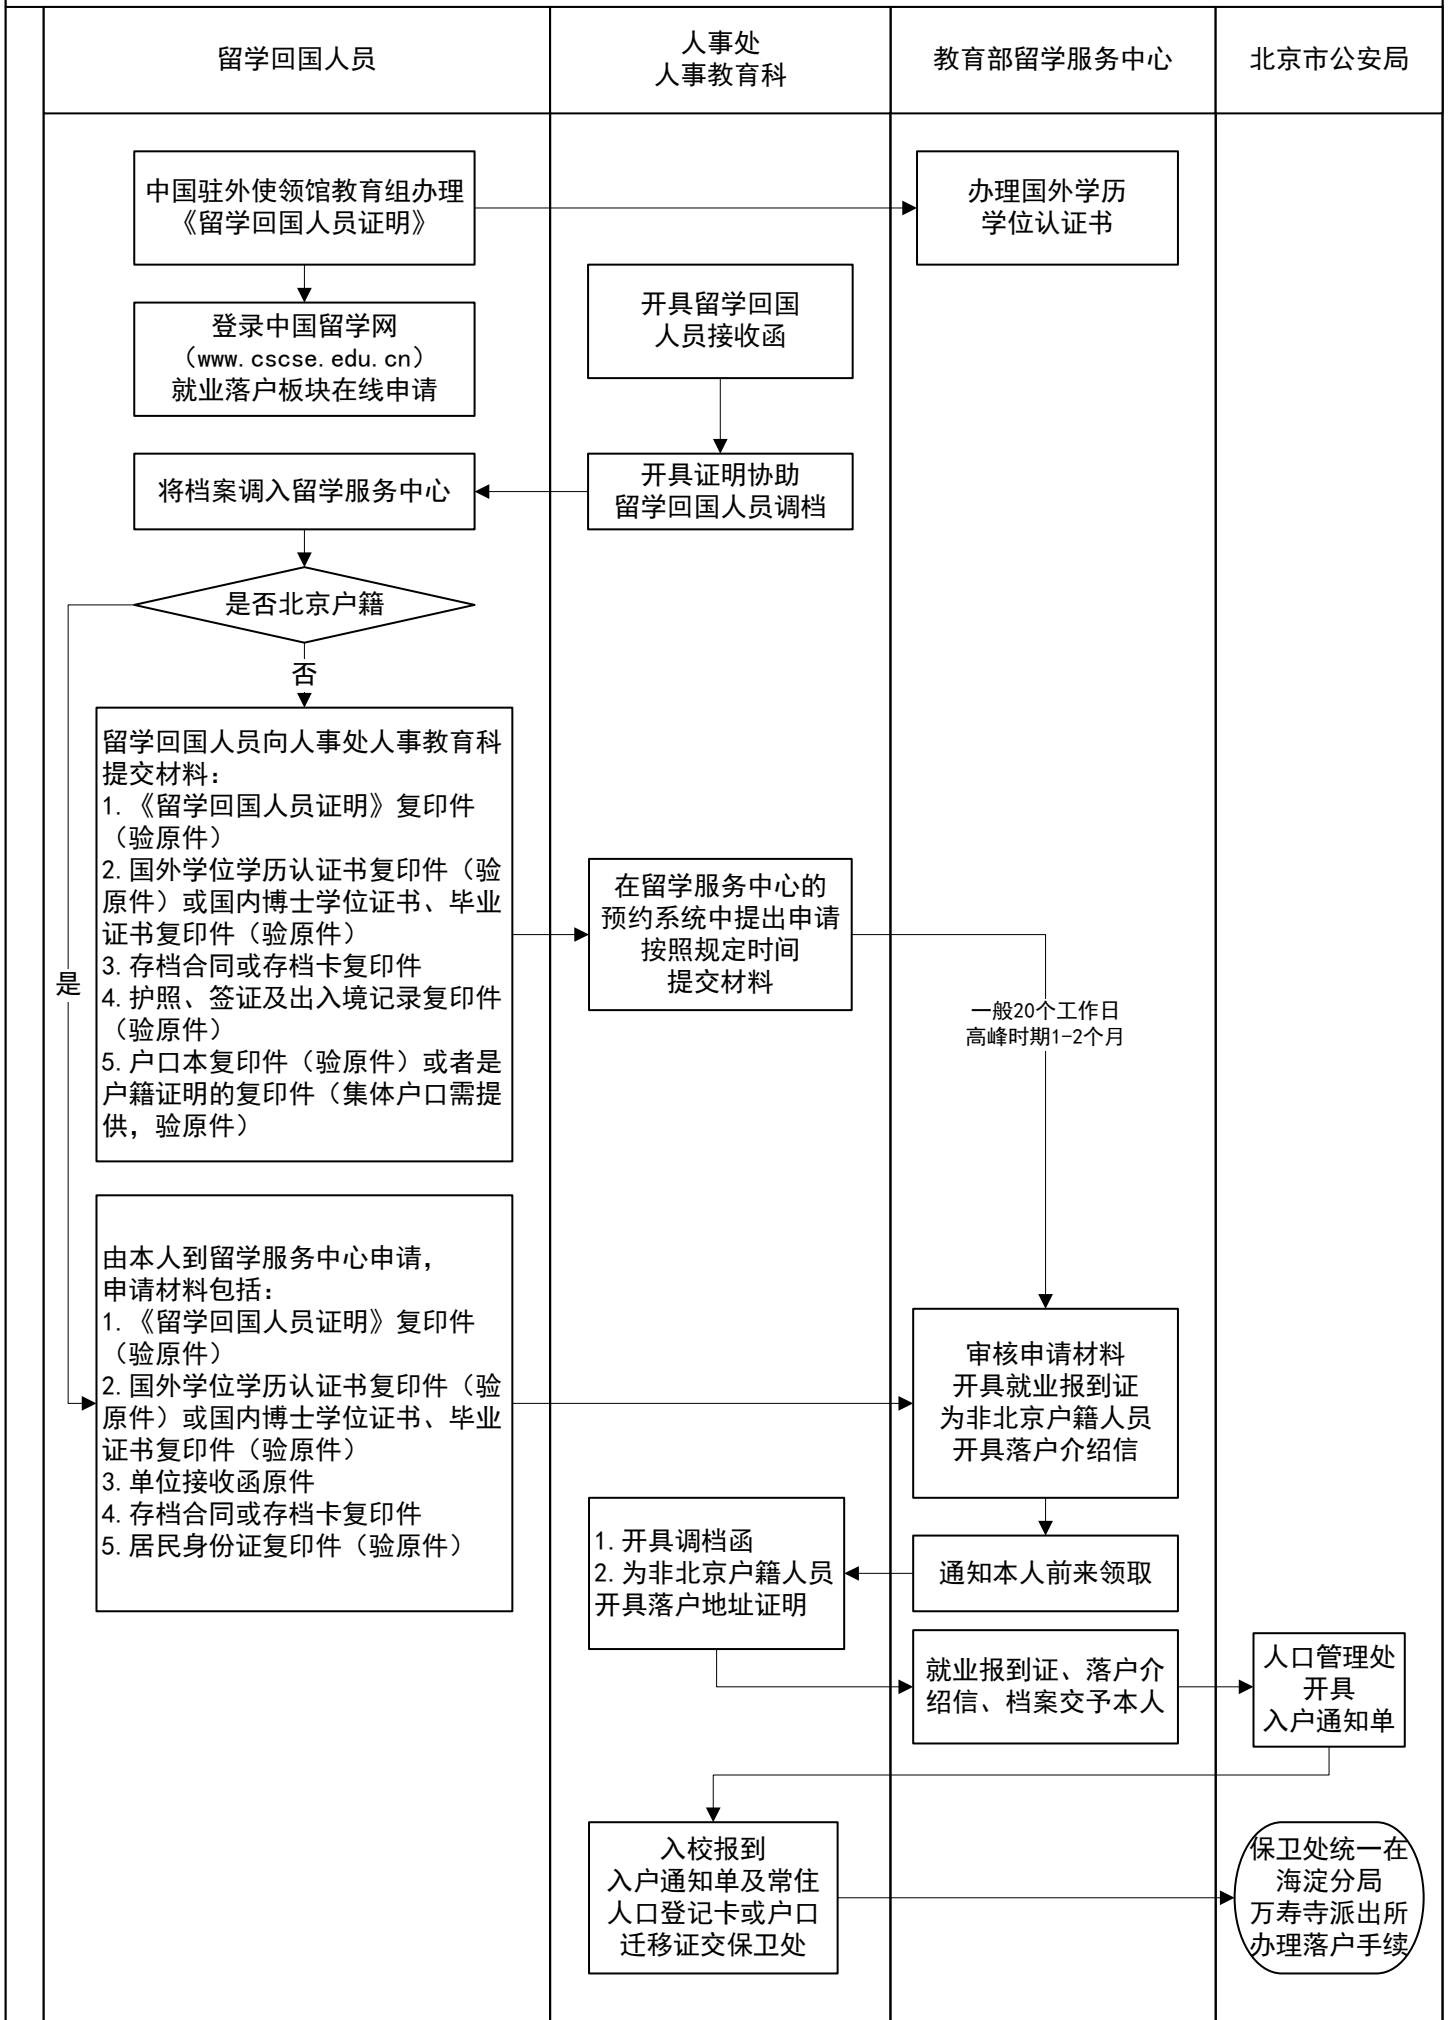 留学回国人员
人事处
人事教育科
教育部留学服务中心
北京市公安局
中国驻外使领馆教育组办理
《留学回国人员证明》
办理国外学历
学位认证书
登录中国留学网
（www.cscse.edu.cn）
就业落户板块在线申请
开具留学回国
人员接收函
将档案调入留学服务中心
开具证明协助
留学回国人员调档
是否北京户籍
否
是
留学回国人员向人事处人事教育科
提交材料：
1.《留学回国人员证明》复印件
（验原件）
2.国外学位学历认证书复印件（验
原件）或国内博士学位证书、毕业
证书复印件（验原件）
3.存档合同或存档卡复印件
4.护照、签证及出入境记录复印件
（验原件）
5.户口本复印件（验原件）或者是
户籍证明的复印件（集体户口需提
供，验原件）
在留学服务中心的
预约系统中提出申请
按照规定时间
提交材料
一般20个工作日
高峰时期1-2个月
由本人到留学服务中心申请，
申请材料包括：
1.《留学回国人员证明》复印件
（验原件）
2.国外学位学历认证书复印件（验
原件）或国内博士学位证书、毕业
证书复印件（验原件）
3.单位接收函原件
4.存档合同或存档卡复印件
5.居民身份证复印件（验原件）
审核申请材料
开具就业报到证
为非北京户籍人员
开具落户介绍信
1.开具调档函
2.为非北京户籍人员
开具落户地址证明
通知本人前来领取
就业报到证、落户介
绍信、档案交予本人
人口管理处
开具
入户通知单
入校报到
入户通知单及常住
人口登记卡或户口
迁移证交保卫处
保卫处统一在
海淀分局
万寿寺派出所
办理落户手续